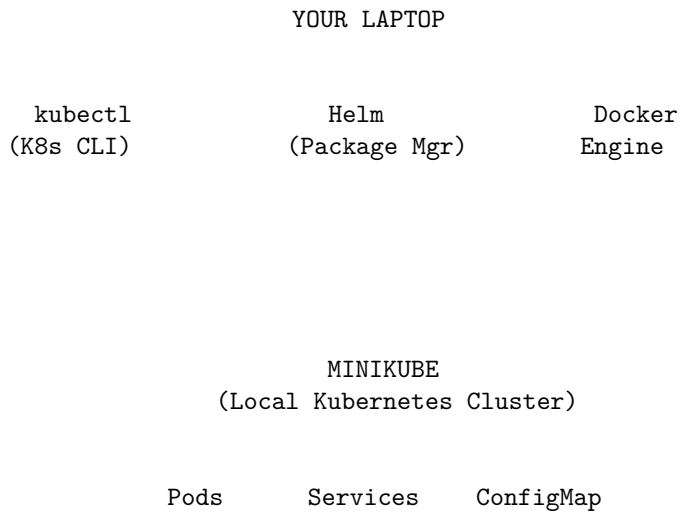 YOUR LAPTOP
kubectl Helm Docker
(K8s CLI) (Package Mgr) Engine
MINIKUBE
(Local Kubernetes Cluster)
Pods Services ConfigMap